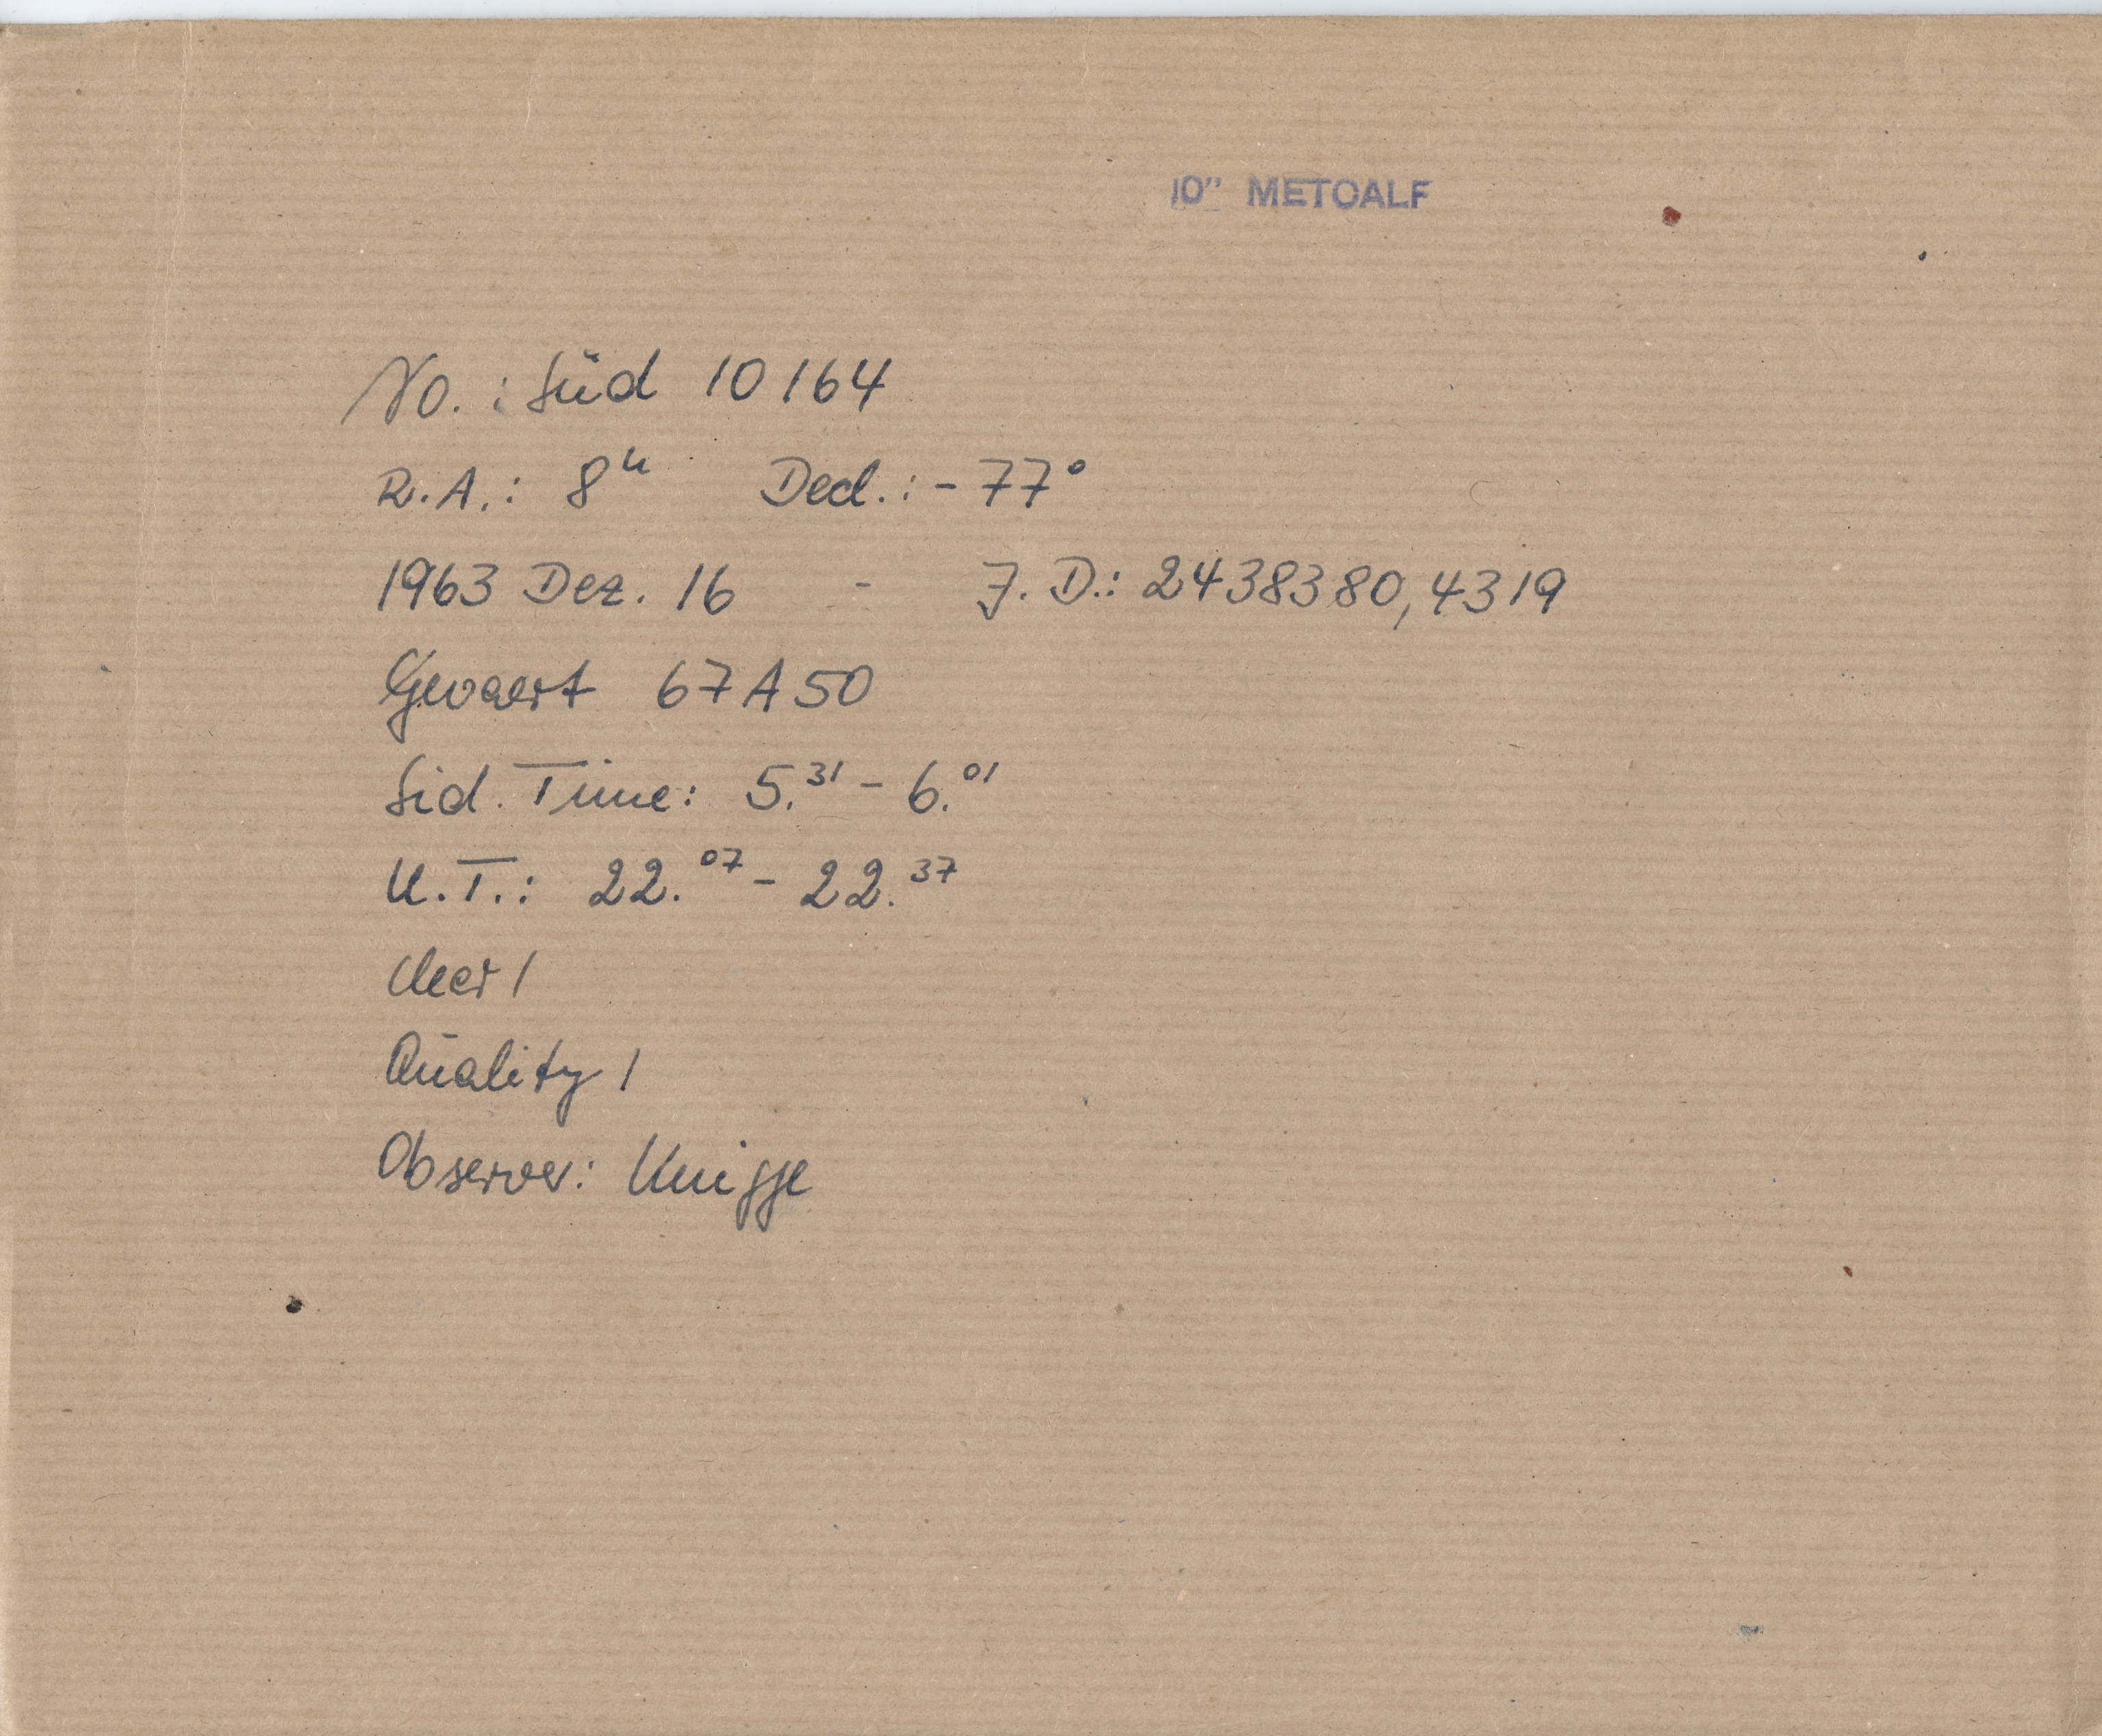 10" METCALF
No.: Süd 10164
R.A.: 8ʰ Decl.: - 77°
1963 Dez. 16 - J. D.: 2438380,4319
Gevaert 67A50
Sid. Time: 5.³¹ - 6.⁰¹
U.T.: 22.⁰⁷ - 22.³⁷
Clear 1
Quality 1
Observer: Knigge